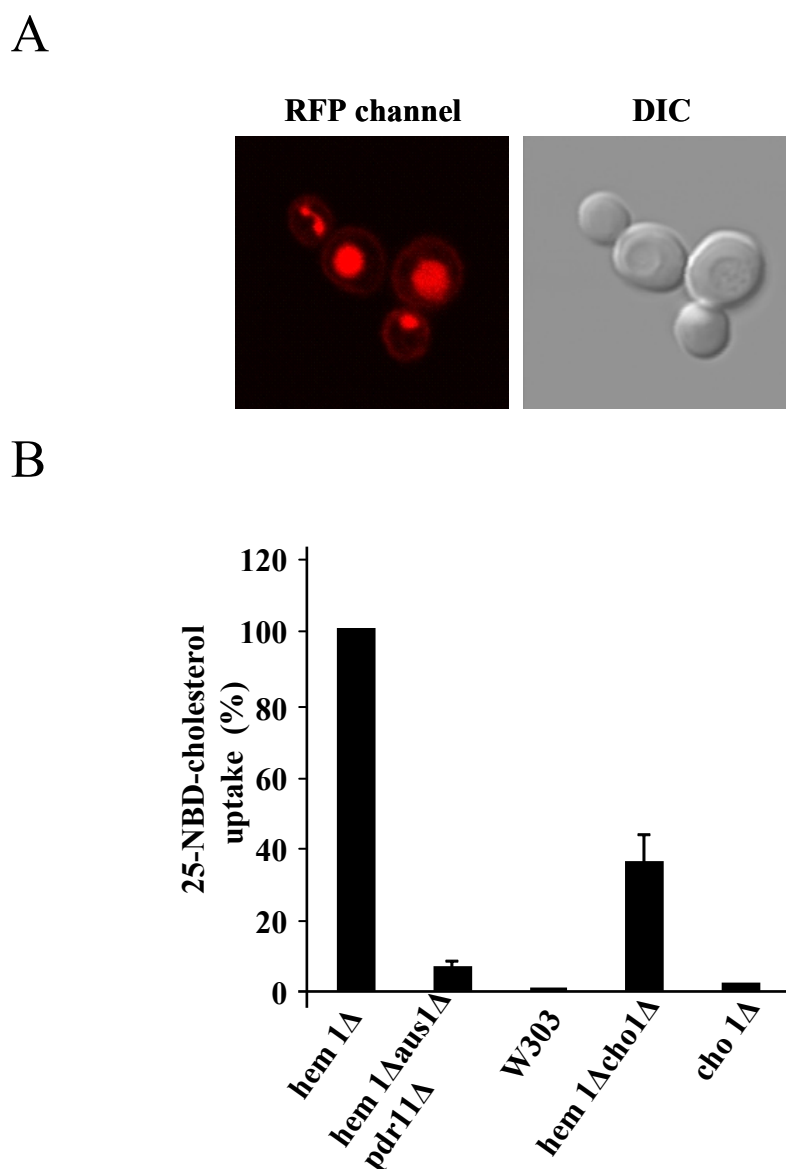 A
RFP channel
DIC
B
120
100
80
60
40
20
0
25-NBD-cholesterol
uptake (%)
hem 1Δ
hem 1Δaus1Δ
pdr11Δ
W303
hem 1Δcho1Δ
cho 1Δ